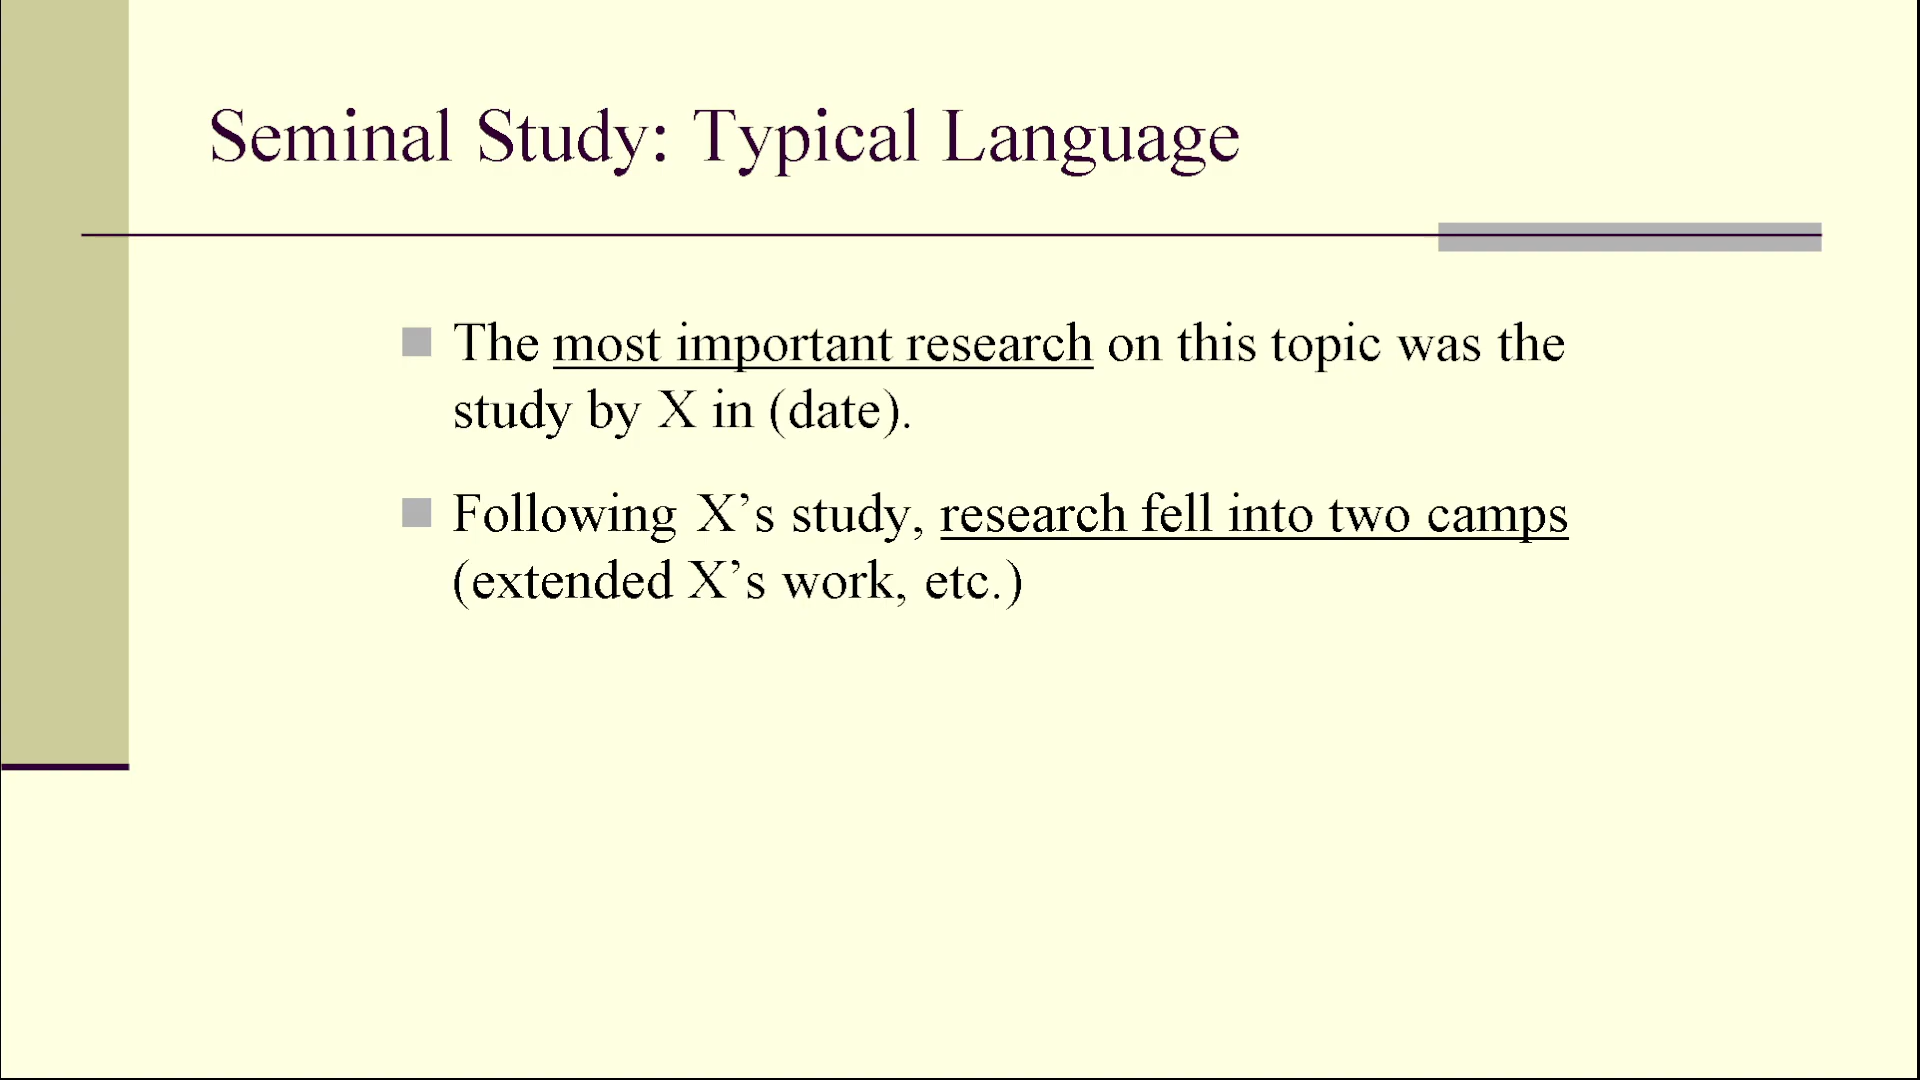 Seminal Study: Typical Language
The most important research on this topic was the
study by X in (date).
Following X’s study, research fell into two camps
(extended X’s work, etc.)